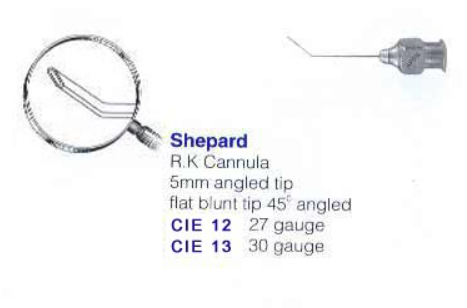 Shepard
R.K Cannula
5mm angled tip
flat blunt tip 45° angled
CIE 12 27 gauge
CIE 13 30 gauge